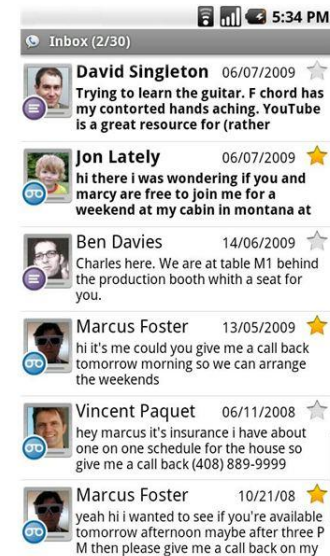 5:34 PM
Inbox (2/30)
David Singleton 06/07/2009
Trying to learn the guitar. F chord has
my contorted hands aching. YouTube
is a great resource for (rather
Jon Lately 06/07/2009
hi there i was wondering if you and
marcy are free to join me for a
weekend at my cabin in montana at
Ben Davies 14/06/2009
Charles here. We are at table M1 behind
the production booth whith a seat for
you.
Marcus Foster 13/05/2009
hi it's me could you give me a call back
tomorrow morning so we can arrange
the weekends
Vincent Paquet 06/11/2008
hey marcus it's insurance i have about
one on one schedule for the house so
give me a call back (408) 889-9999
Marcus Foster 10/21/08
yeah hi i wanted to see if you're available
tomorrow afternoon maybe after three P
M then please give me a call back on my